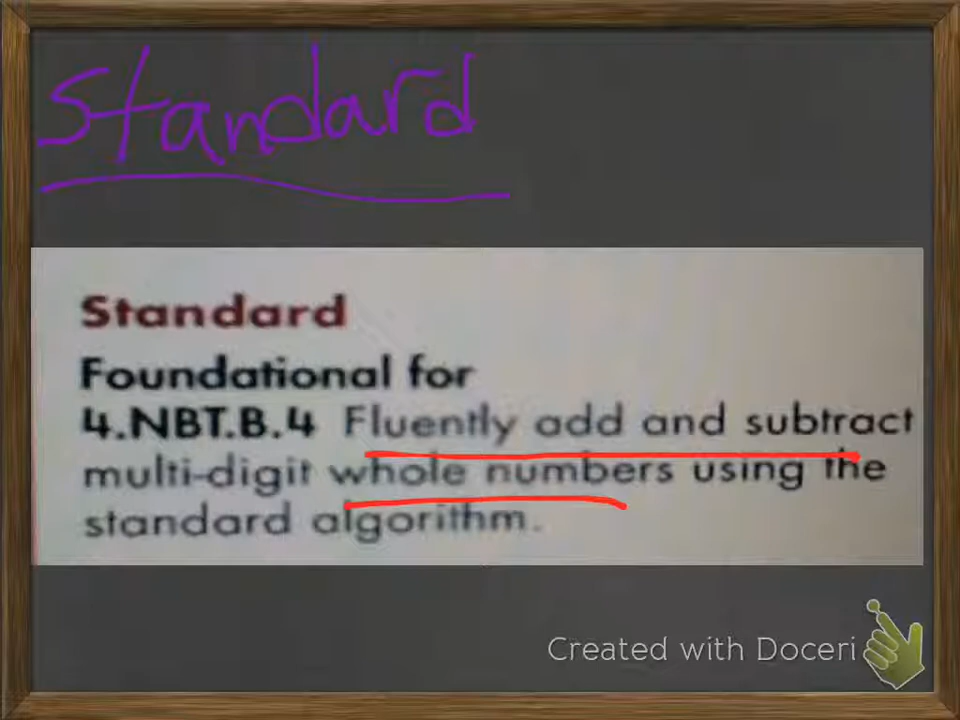 Standard
Standard
Foundational for
4.NBT.B.4 Fluently add and subtract
multi-digit whole numbers using the
standard algorithm.
Created with Doceri